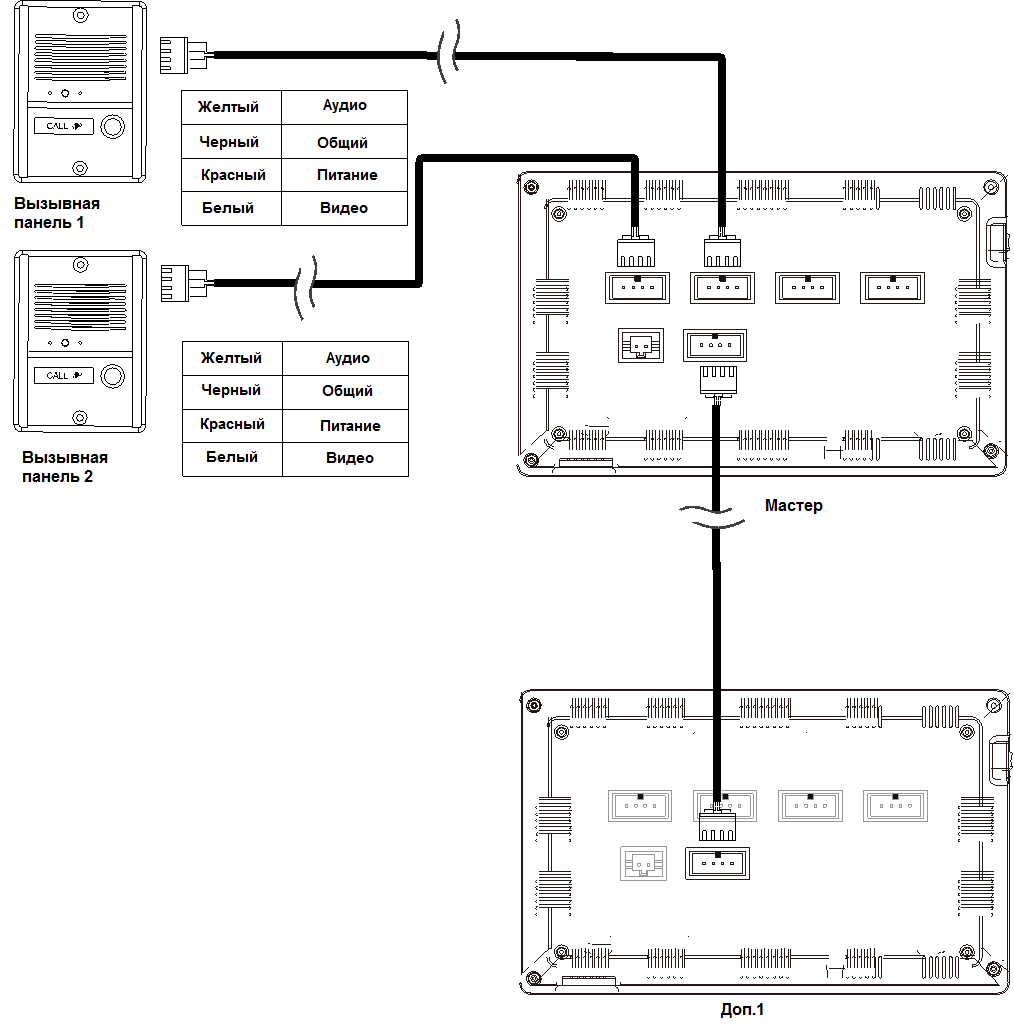 CALL
Вызывная
панель 1
Желтый Аудио
Черный Общий
Красный Питание
Белый Видео
CALL
Вызывная
панель 2
Желтый Аудио
Черный Общий
Красный Питание
Белый Видео
Мастер
Доп.1